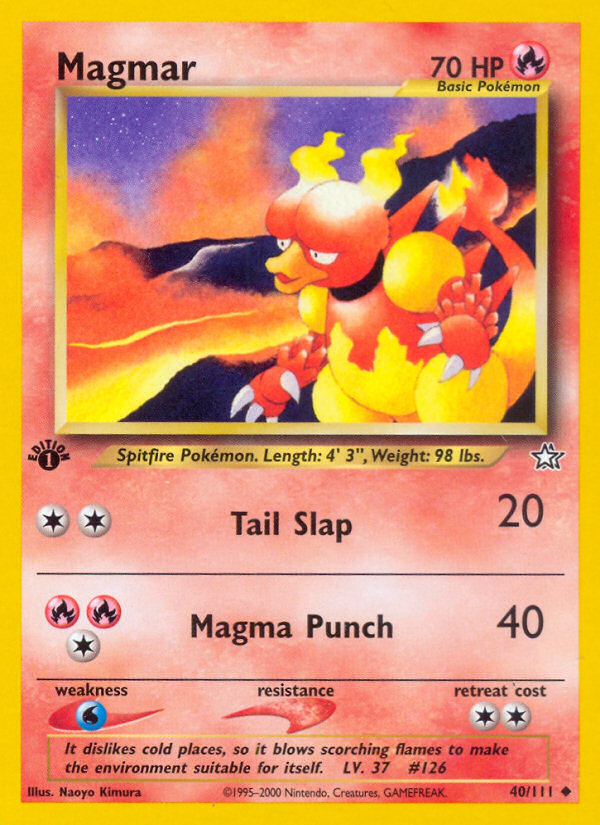 Magmar
70 HP
Basic Pokémon
EDITION
1
Spitfire Pokémon. Length: 4' 3", Weight: 98 lbs.
Tail Slap
20
Magma Punch
40
weakness
resistance
retreat cost
It dislikes cold places, so it blows scorching flames to make
the environment suitable for itself. LV. 37 #126
Illus. Naoyo Kimura
©1995-2000 Nintendo, Creatures, GAMEFREAK.
40/111